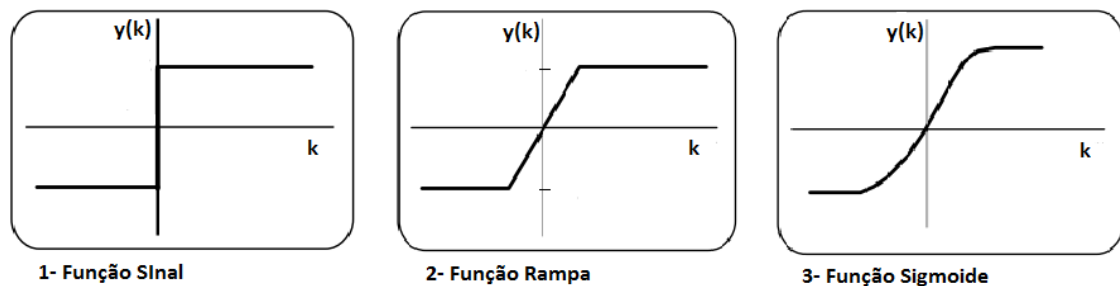 y(k)
k
1- Função SInal
y(k)
k
2- Função Rampa
y(k)
k
3- Função Sigmoide